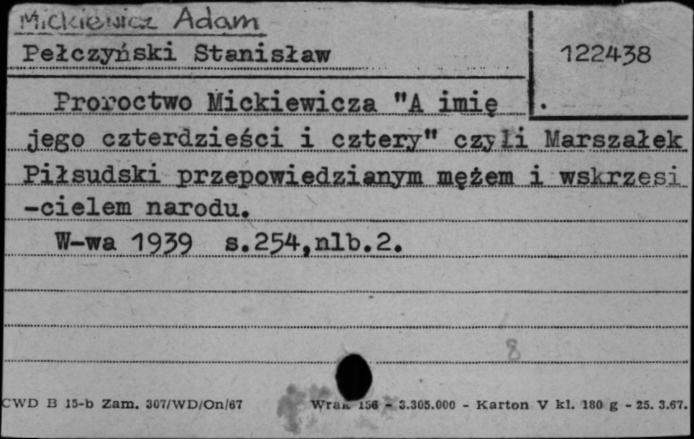 Mickiewicz Adam
Pełczyński Stanisław
122438
Proroctwo Mickiewicza "A imię
jego czterdzieści i cztery" czyli Marszałek
Piłsudski przepowiedzianym mężem i wskrzesi
-cielem narodu.
W-wa 1939 s.254,nlb.2.
8
CWD B 15-b Zam. 307/WD/On/67 Wrak 156 - 3.305.000 - Karton V kl. 180 g - 25. 3.67.